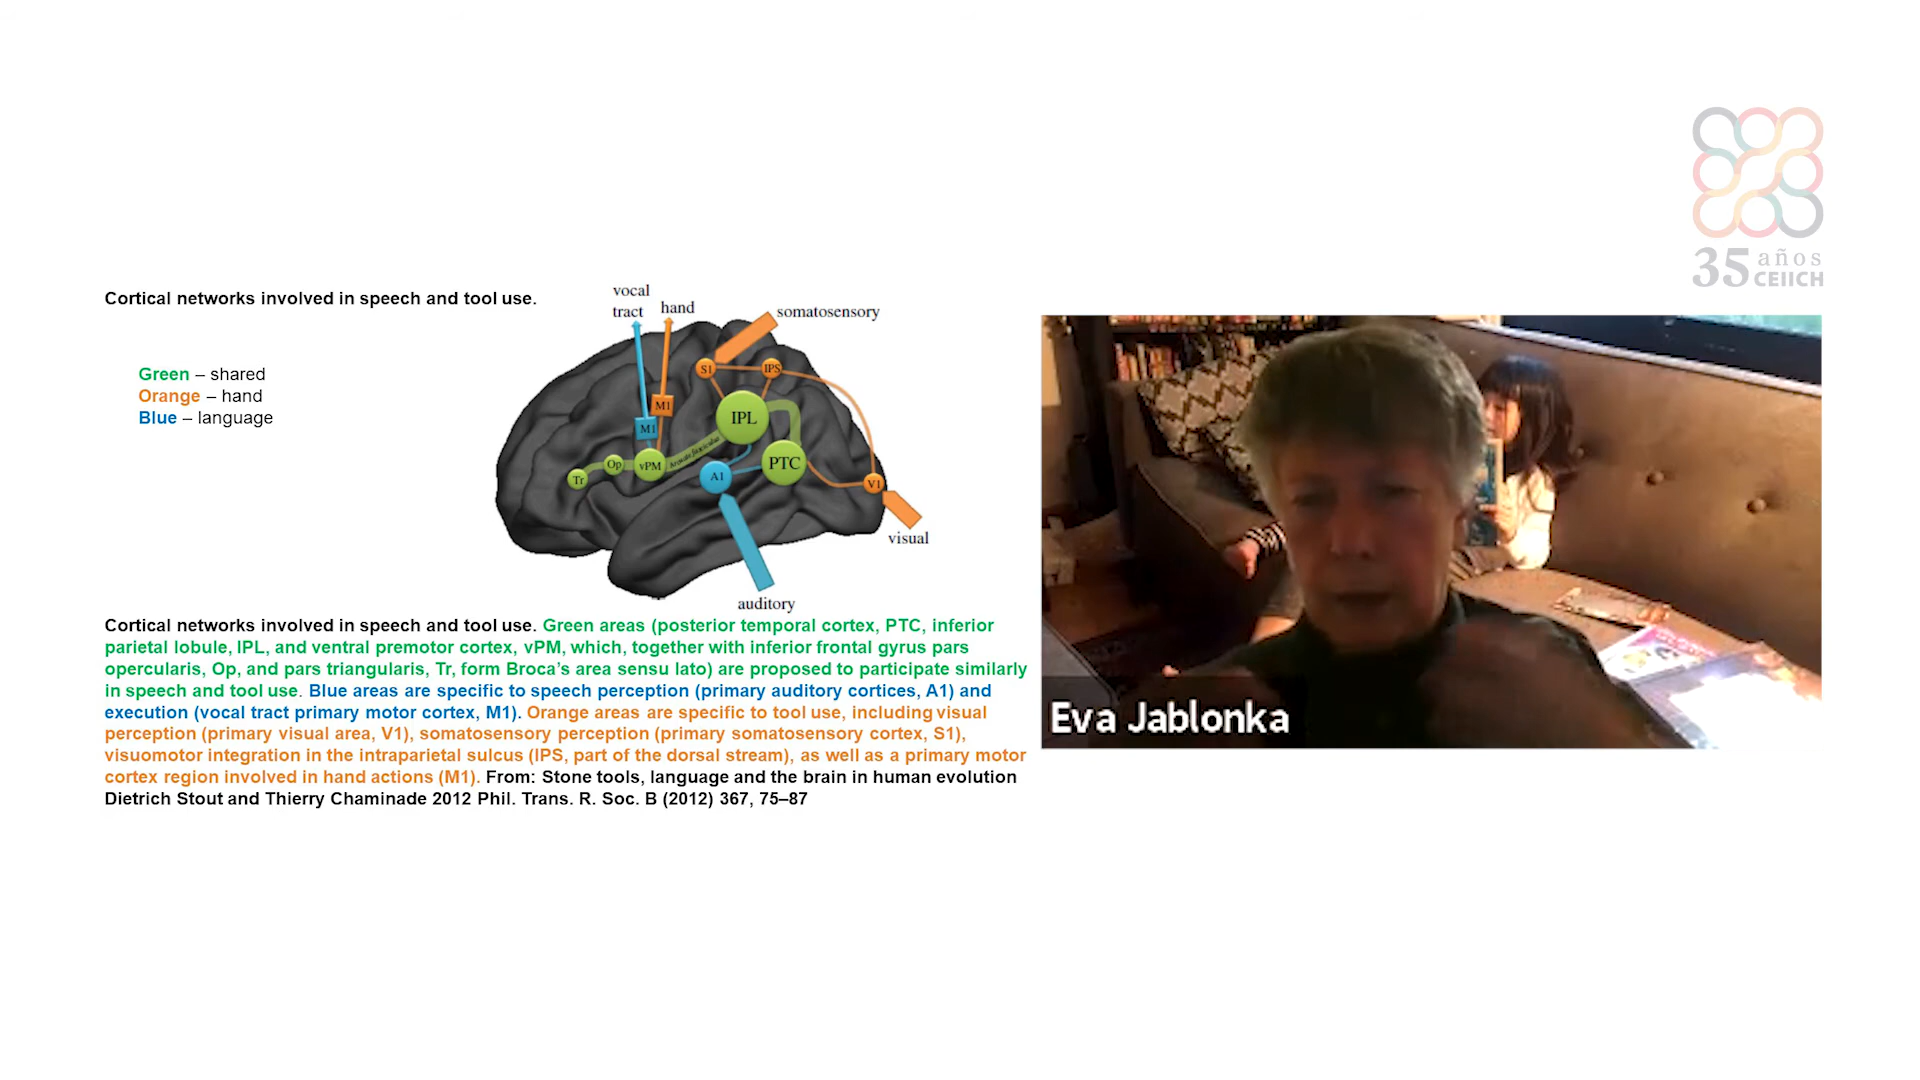 35 años
CEIICH
Cortical networks involved in speech and tool use.
Green – shared
Orange – hand
Blue – language
vocal
tract
hand
somatosensory
S1
IPS
M1
M1
IPL
Arcuate fasciculus
PTC
Op
vPM
Tr
A1
V1
visual
auditory
Cortical networks involved in speech and tool use. Green areas (posterior temporal cortex, PTC, inferior
parietal lobule, IPL, and ventral premotor cortex, vPM, which, together with inferior frontal gyrus pars
opercularis, Op, and pars triangularis, Tr, form Broca’s area sensu lato) are proposed to participate similarly
in speech and tool use. Blue areas are specific to speech perception (primary auditory cortices, A1) and
execution (vocal tract primary motor cortex, M1). Orange areas are specific to tool use, including visual
perception (primary visual area, V1), somatosensory perception (primary somatosensory cortex, S1),
visuomotor integration in the intraparietal sulcus (IPS, part of the dorsal stream), as well as a primary motor
cortex region involved in hand actions (M1). From: Stone tools, language and the brain in human evolution
Dietrich Stout and Thierry Chaminade 2012 Phil. Trans. R. Soc. B (2012) 367, 75–87
Eva Jablonka